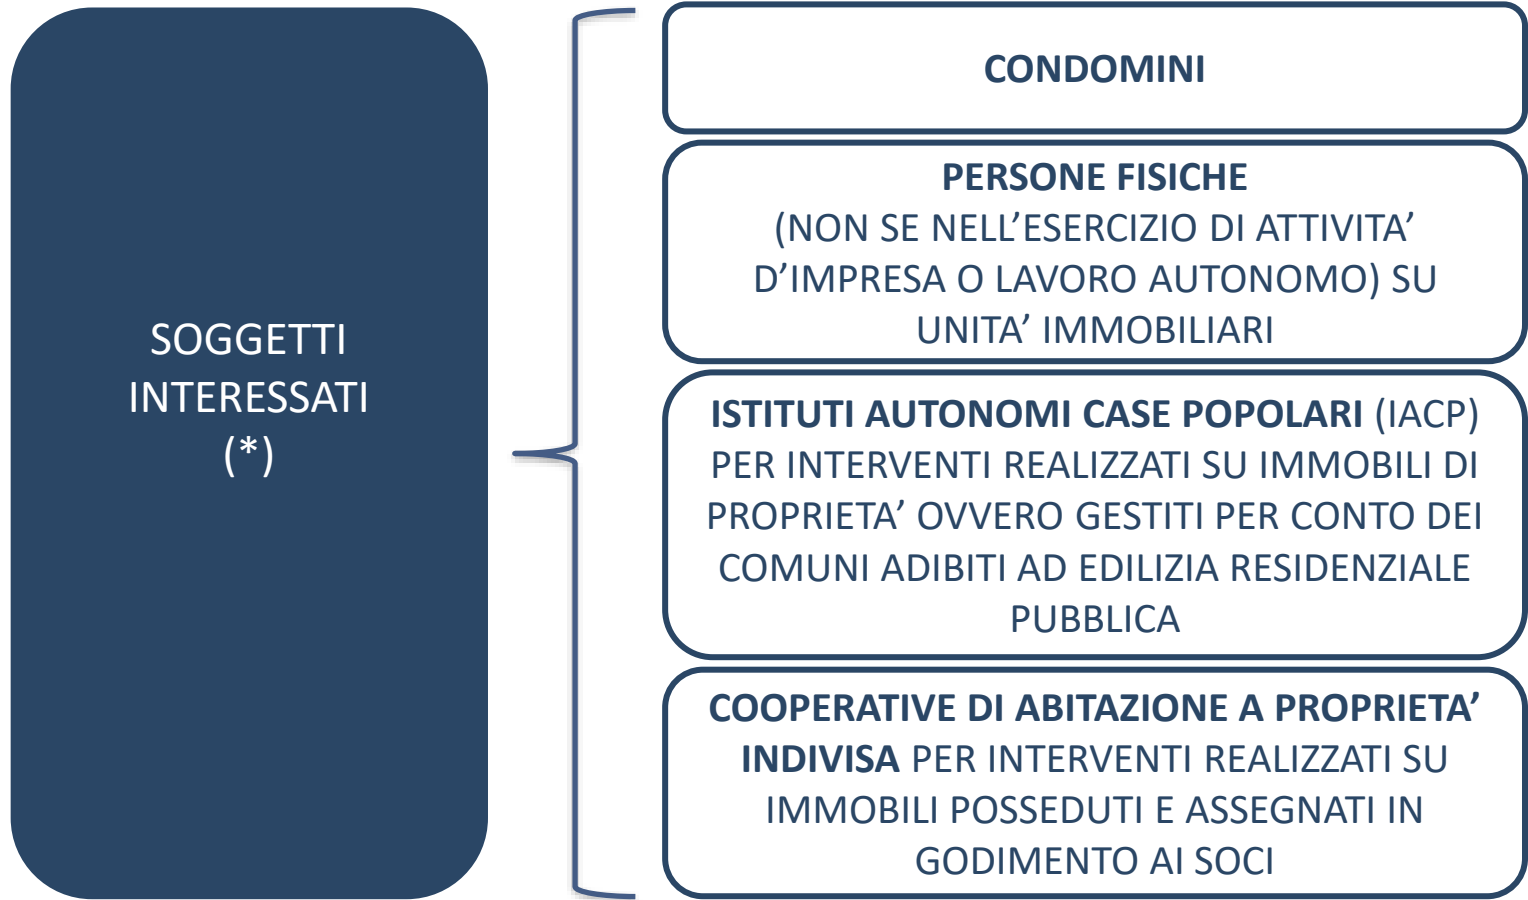 SOGGETTI
INTERESSATI
(*)
CONDOMINI
PERSONE FISICHE
(NON SE NELL’ESERCIZIO DI ATTIVITA’
D’IMPRESA O LAVORO AUTONOMO) SU
UNITA’ IMMOBILIARI
ISTITUTI AUTONOMI CASE POPOLARI (IACP)
PER INTERVENTI REALIZZATI SU IMMOBILI DI
PROPRIETA’ OVVERO GESTITI PER CONTO DEI
COMUNI ADIBITI AD EDILIZIA RESIDENZIALE
PUBBLICA
COOPERATIVE DI ABITAZIONE A PROPRIETA’
INDIVISA PER INTERVENTI REALIZZATI SU
IMMOBILI POSSEDUTI E ASSEGNATI IN
GODIMENTO AI SOCI